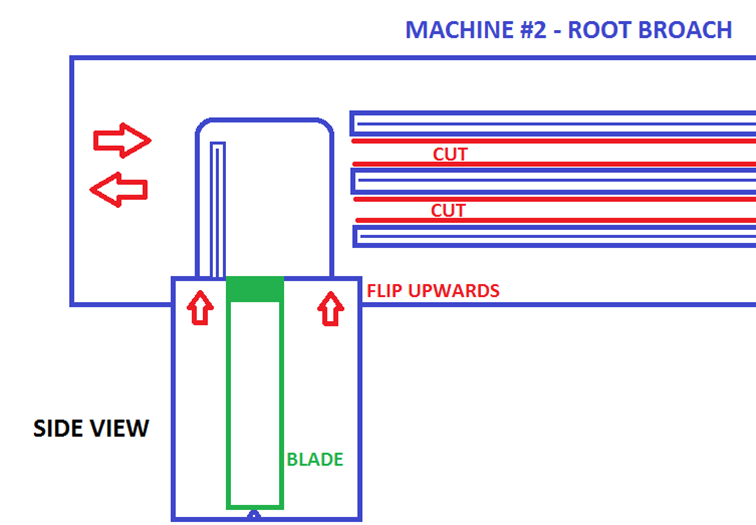 MACHINE #2 - ROOT BROACH
CUT
CUT
FLIP UPWARDS
SIDE VIEW
BLADE